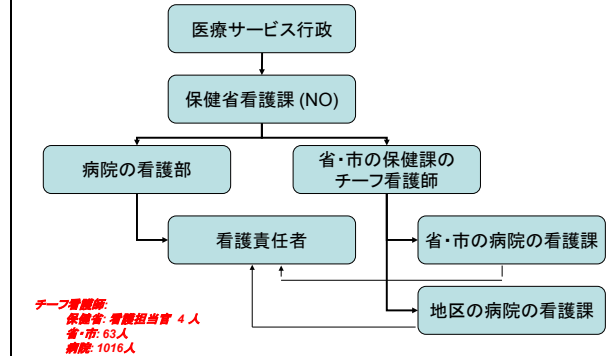 医療サービス行政
保健省看護課 (NO)
病院の看護部
省・市の保健課の
チーフ看護師
看護責任者
省・市の病院の看護課
地区の病院の看護課
チーフ看護師:
保健省: 看護担当官 4 人
省・市: 63人
病院: 1016人